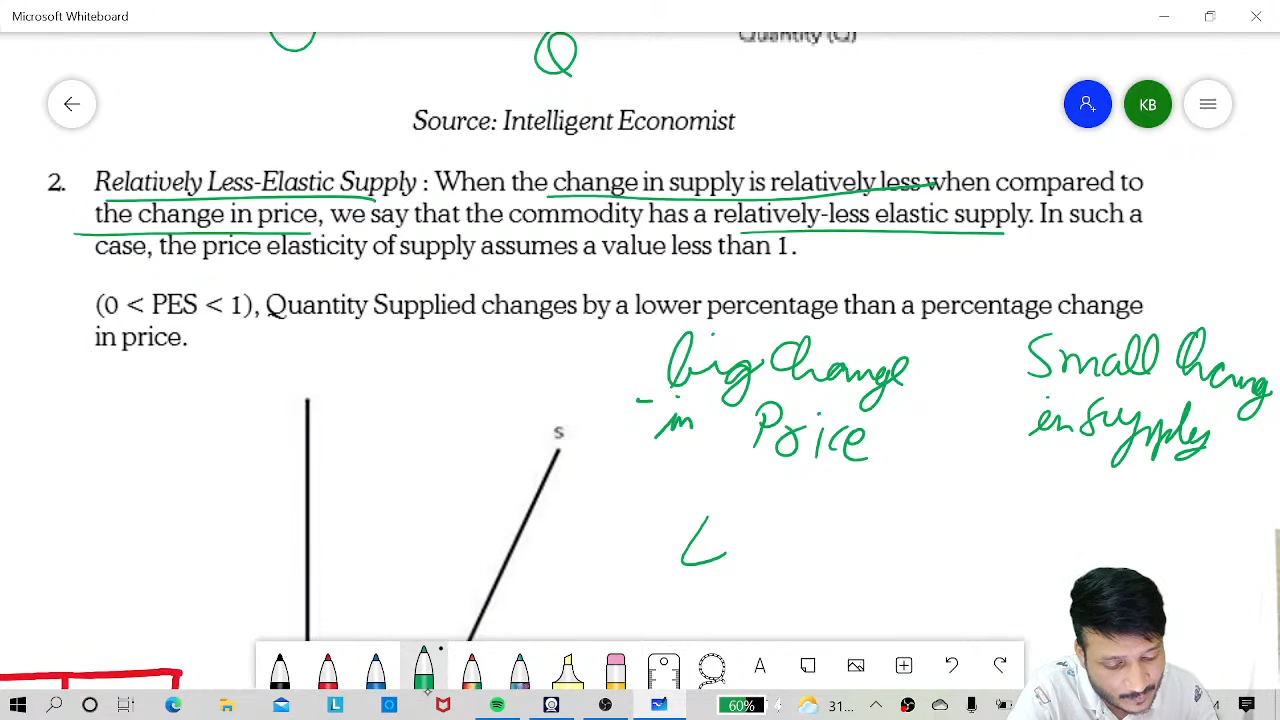 Microsoft Whiteboard
Q
Quantity (Q)
KB
Source: Intelligent Economist
2. Relatively Less-Elastic Supply : When the change in supply is relatively less when compared to
the change in price, we say that the commodity has a relatively-less elastic supply. In such a
case, the price elasticity of supply assumes a value less than 1.
(0 < PES < 1), Quantity Supplied changes by a lower percentage than a percentage change
in price.
big change
in Price
Small Chang
in Supply
S
L
A
60%
31...